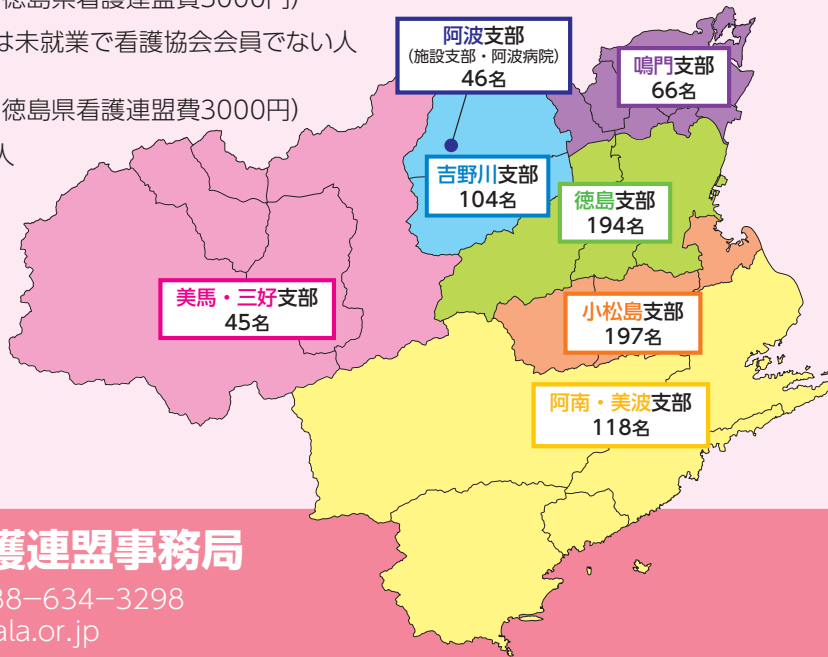 徳島県看護連盟費3000円)
は未就業で看護協会会員でない人
徳島県看護連盟費3000円)
人
阿波支部
(施設支部・阿波病院)
46名
鳴門支部
66名
吉野川支部
104名
徳島支部
194名
美馬・三好支部
45名
小松島支部
197名
阿南・美波支部
118名
護連盟事務局
88−634−3298
ala.or.jp